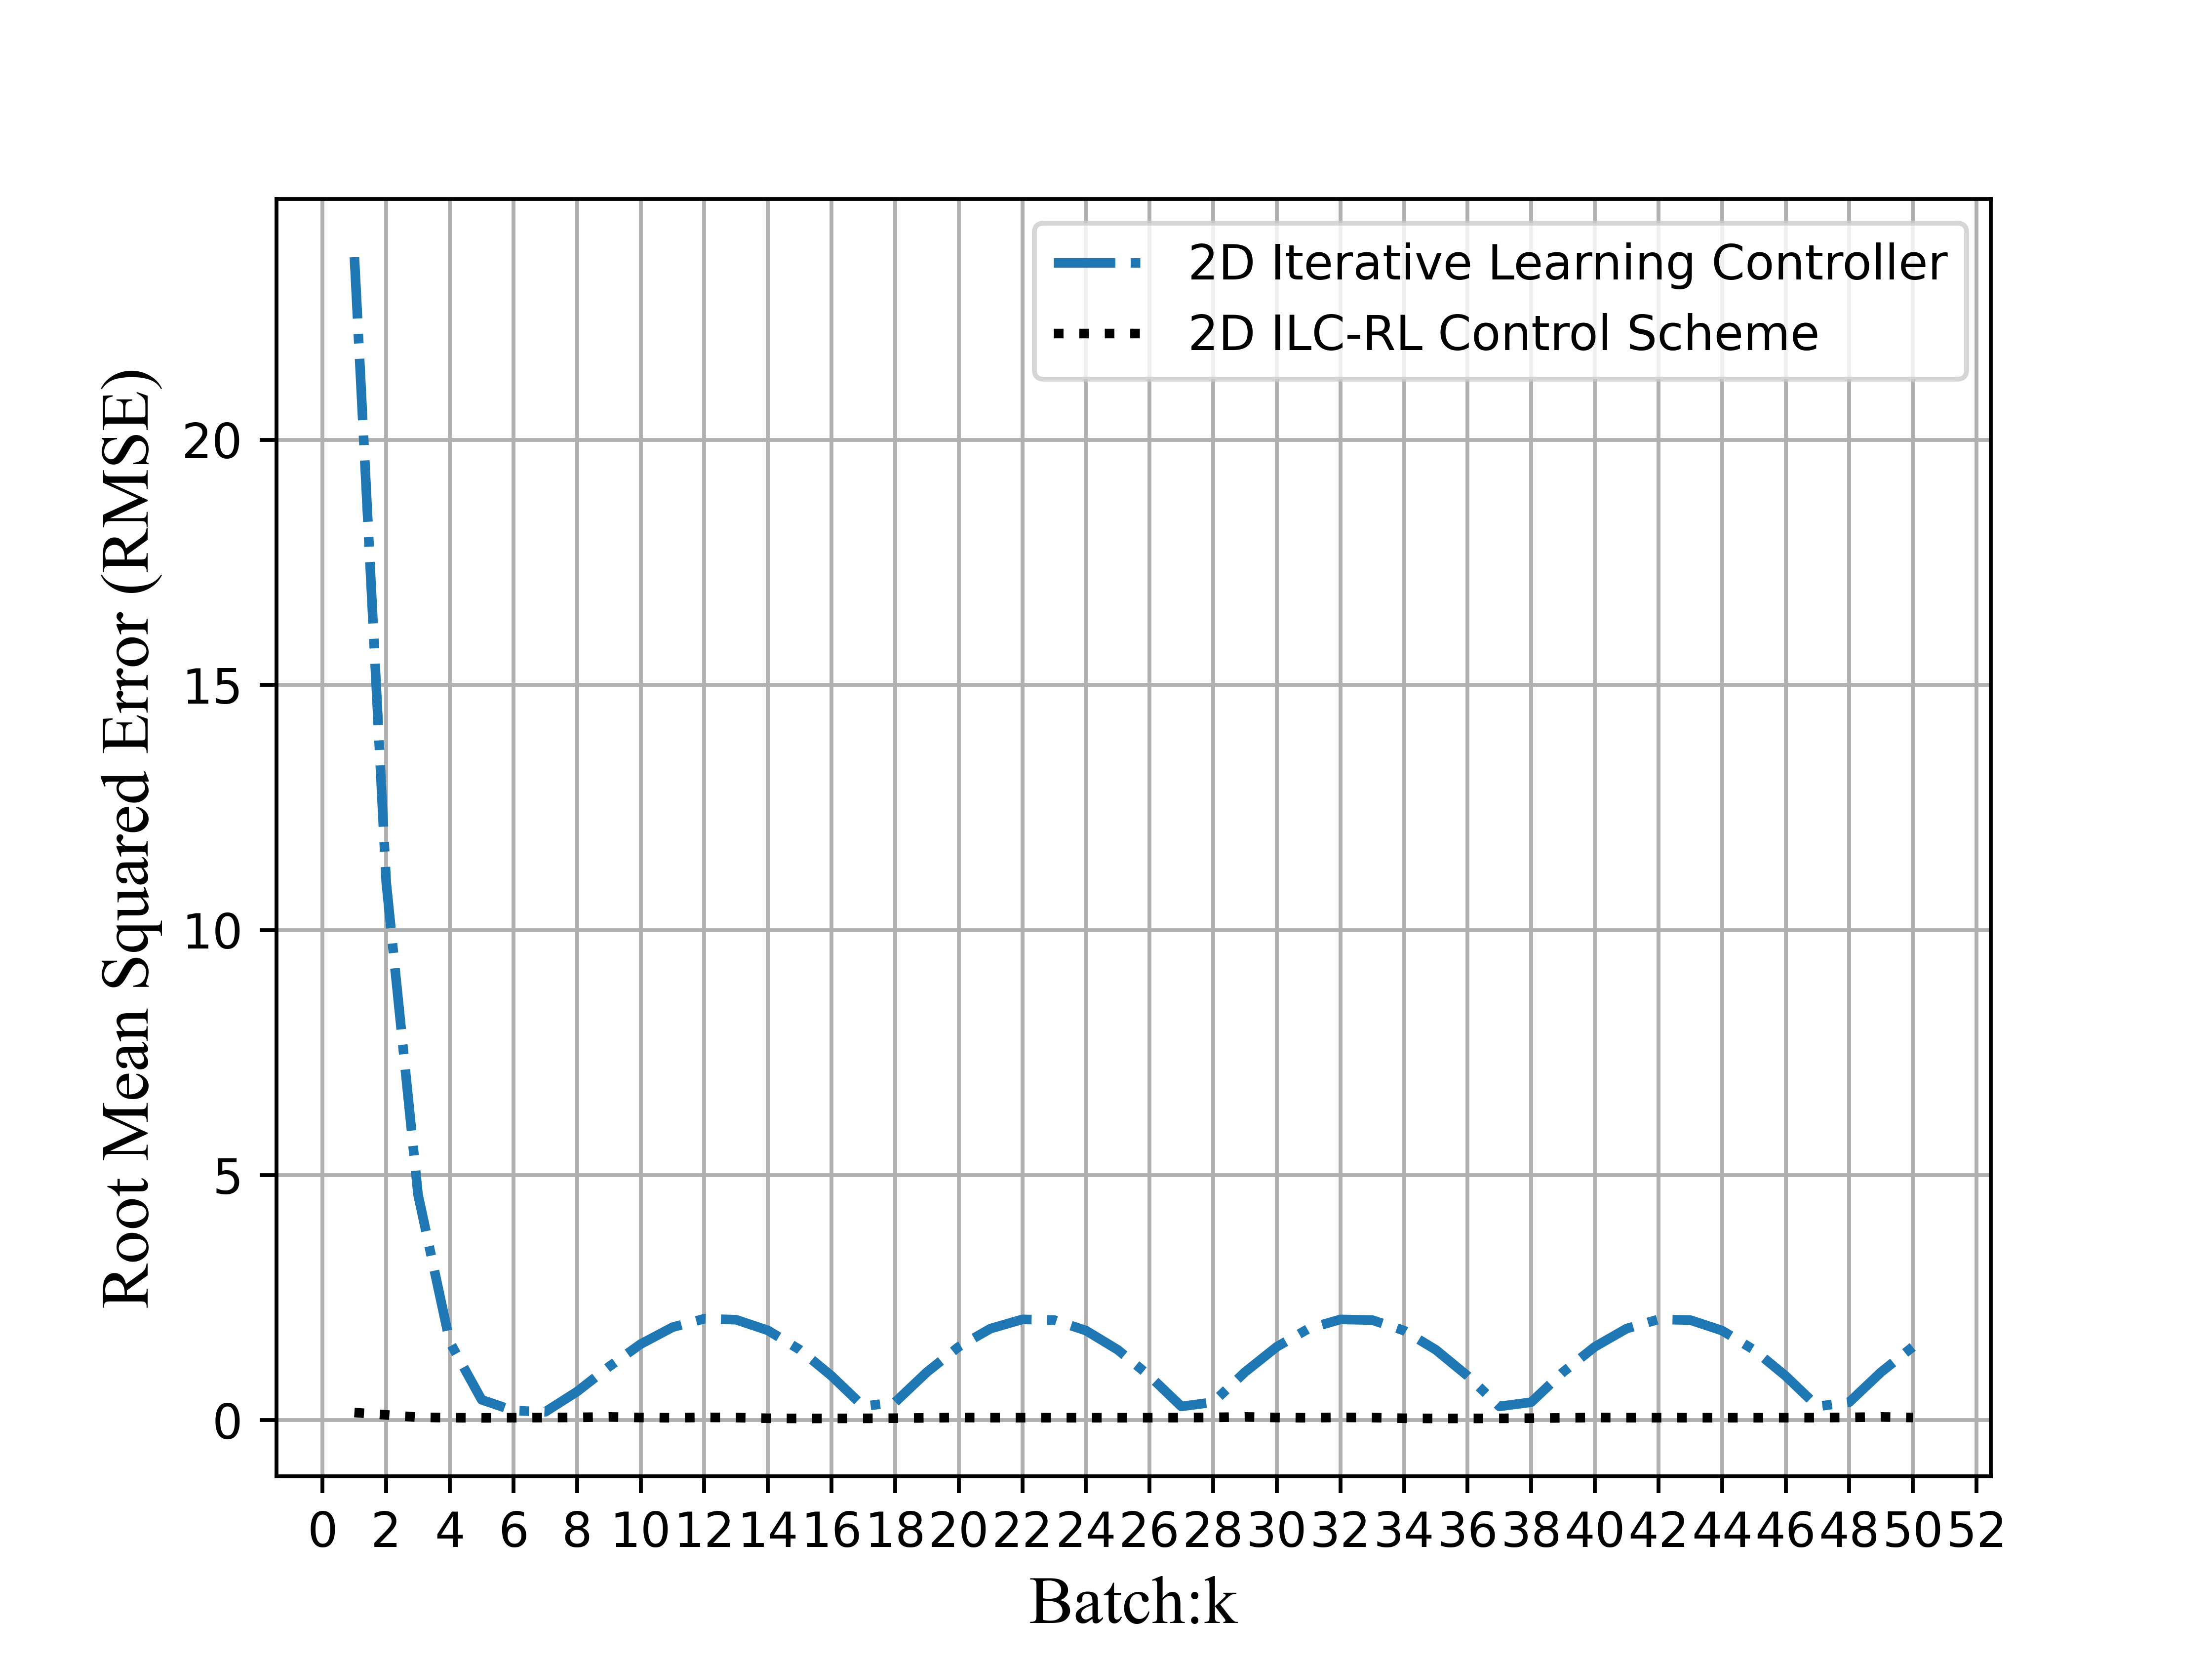 2D Iterative Learning Controller
2D ILC-RL Control Scheme
Root Mean Squared Error (RMSE)
20
15
10
5
0
0 2 4 6 8 10 12 14 16 18 20 22 24 26 28 30 32 34 36 38 40 42 44 46 48 50 52
Batch:k